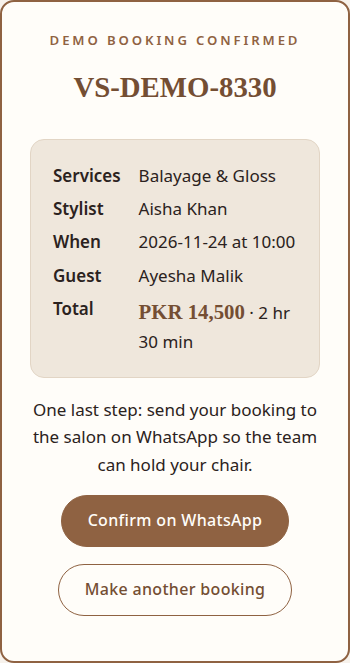 DEMO BOOKING CONFIRMED
VS-DEMO-8330
Services Balayage & Gloss
Stylist Aisha Khan
When 2026-11-24 at 10:00
Guest Ayesha Malik
Total PKR 14,500 · 2 hr
30 min
One last step: send your booking to
the salon on WhatsApp so the team
can hold your chair.
Confirm on WhatsApp
Make another booking